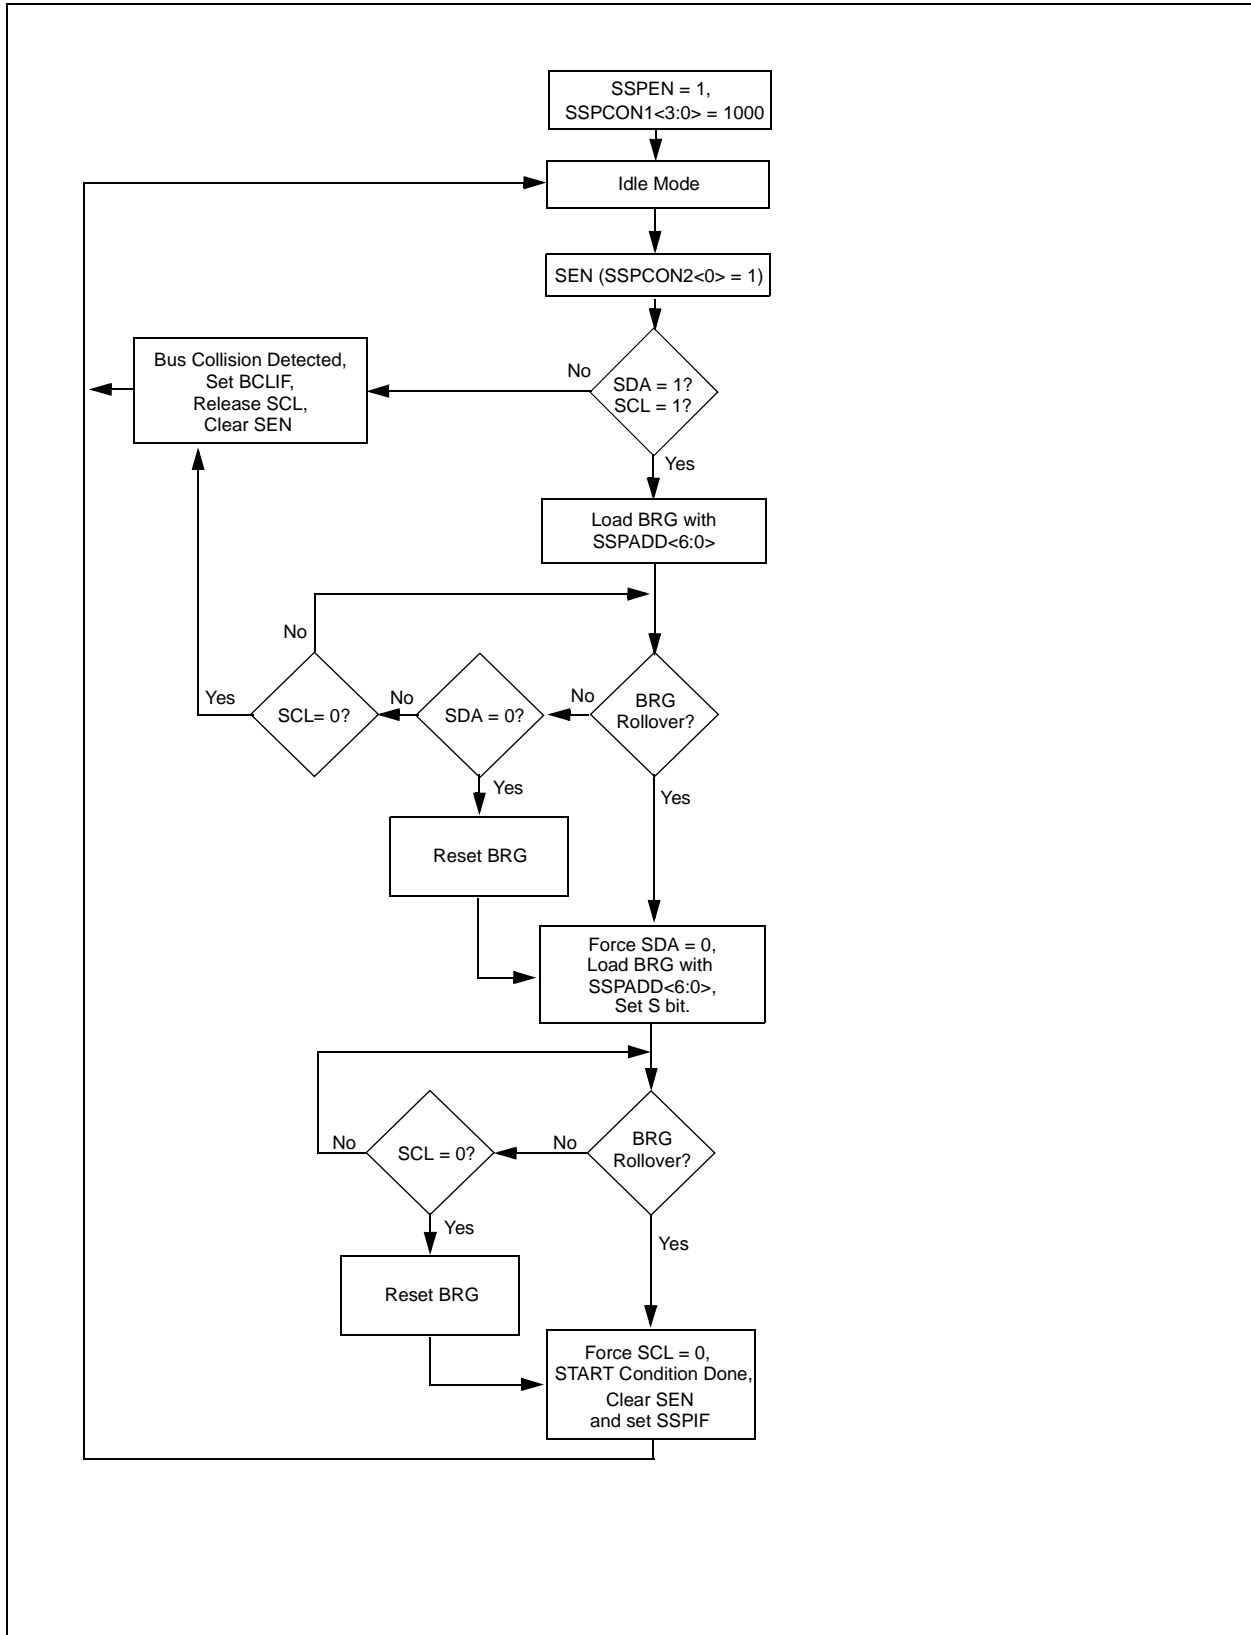 SSPEN = 1,
SSPCON1<3:0> = 1000
Idle Mode
SEN (SSPCON2<0> = 1)
Bus Collision Detected,
Set BCLIF,
Release SCL,
Clear SEN
No
SDA = 1?
SCL = 1?
Yes
Load BRG with
SSPADD<6:0>
No
Yes
SCL= 0?
No
SDA = 0?
No
BRG
Rollover?
Yes
Yes
Reset BRG
Force SDA = 0,
Load BRG with
SSPADD<6:0>,
Set S bit.
No
SCL = 0?
No
BRG
Rollover?
Yes
Yes
Reset BRG
Force SCL = 0,
START Condition Done,
Clear SEN
and set SSPIF